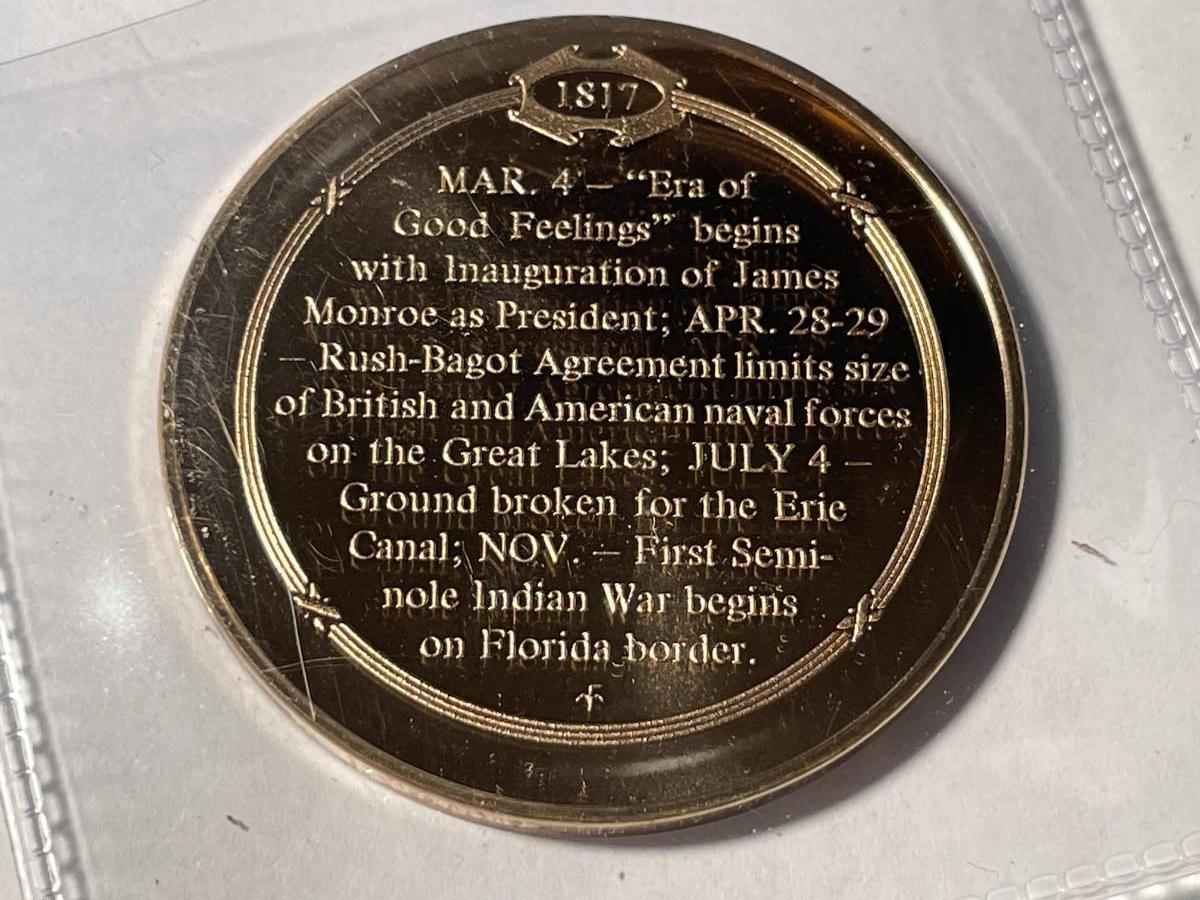 1817
MAR. 4 – “Era of
Good Feelings” begins
with Inauguration of James
Monroe as President; APR. 28-29
– Rush-Bagot Agreement limits size
of British and American naval forces
on the Great Lakes; JULY 4 –
Ground broken for the Erie
Canal; NOV. – First Semi-
nole Indian War begins
on Florida border.